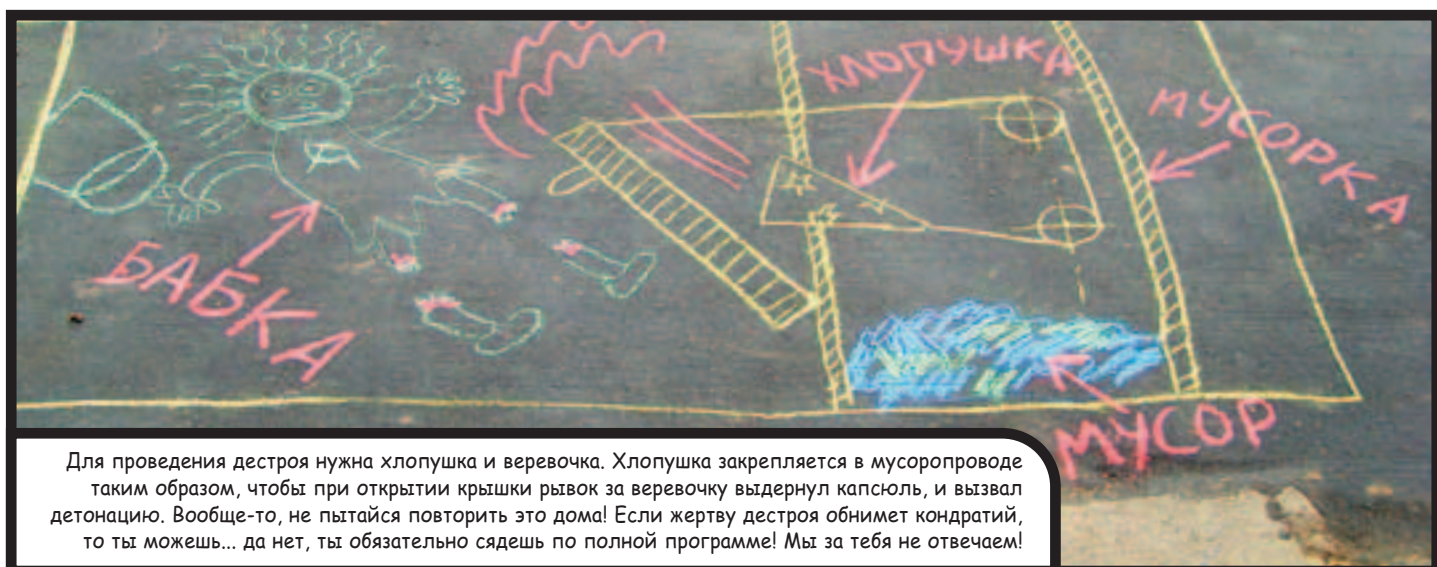 ХЛОПУШКА
МУСОРКА
БАБКА
МУСОР
Для проведения дестроя нужна хлопушка и веревочка. Хлопушка закрепляется в мусоропроводе
таким образом, чтобы при открытии крышки рывок за веревочку выдернул капсюль, и вызвал
детонацию. Вообще-то, не пытайся повторить это дома! Если жертву дестроя обнимет кондратий,
то ты можешь... да нет, ты обязательно сядешь по полной программе! Мы за тебя не отвечаем!